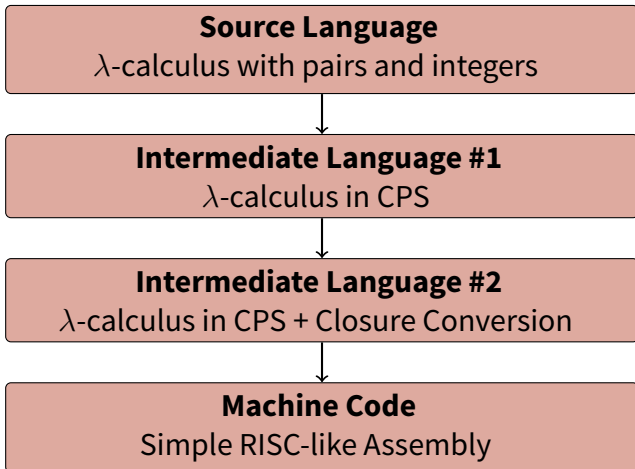 Source Language
λ-calculus with pairs and integers
Intermediate Language #1
λ-calculus in CPS
Intermediate Language #2
λ-calculus in CPS + Closure Conversion
Machine Code
Simple RISC-like Assembly